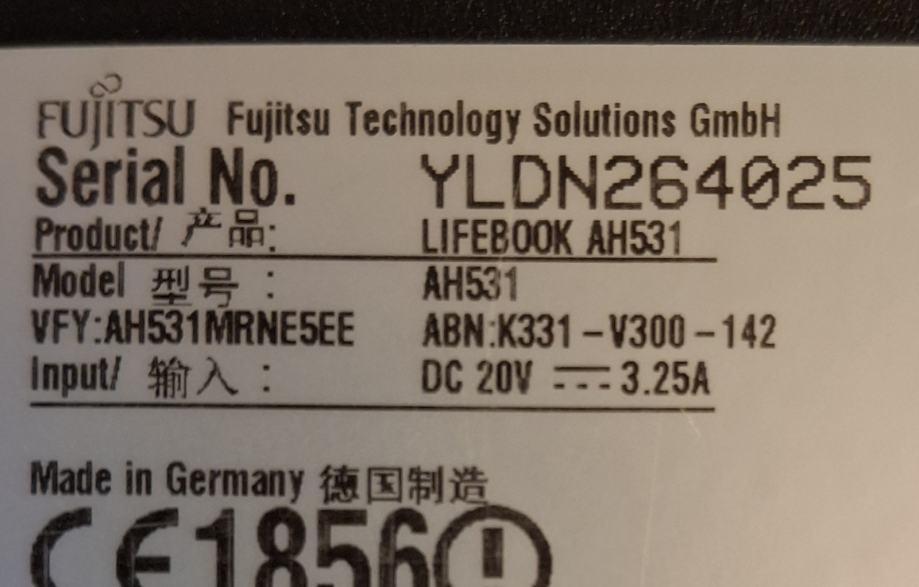 FUJITSU Fujitsu Technology Solutions GmbH
Serial No. YLDN264025
Product/ 产品: LIFEBOOK AH531
Model 型号 : AH531
VFY:AH531MRNE5EE ABN:K331-V300-142
Input/ 输入 : DC 20V ⎓ 3.25A
Made in Germany 德国制造
CE1856